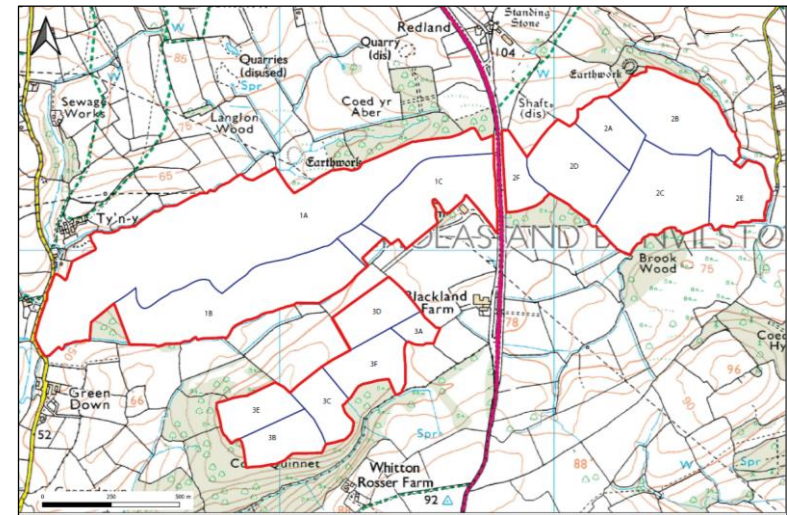 Standing
Stone
Redland
104
W
85
Quarries
(disused)
Spr
Quarry
(dis)
W
Earthwork
W
Sewage
Works
Coed yr
Aber
Langlon
Wood
75
65
Shaft
(dis)
2A
2B
Earthwork
1C
2F
2D
2C
2E
1A
Ty'n-y
Brook
Wood
75
Blackland
Farm
78
1B
3D
3A
50
3F
Green
Down
66
3E
3C
3B
96
90
52
Spr
Whitton
Rosser Farm
92
88
W
Spr
0
250
500 m